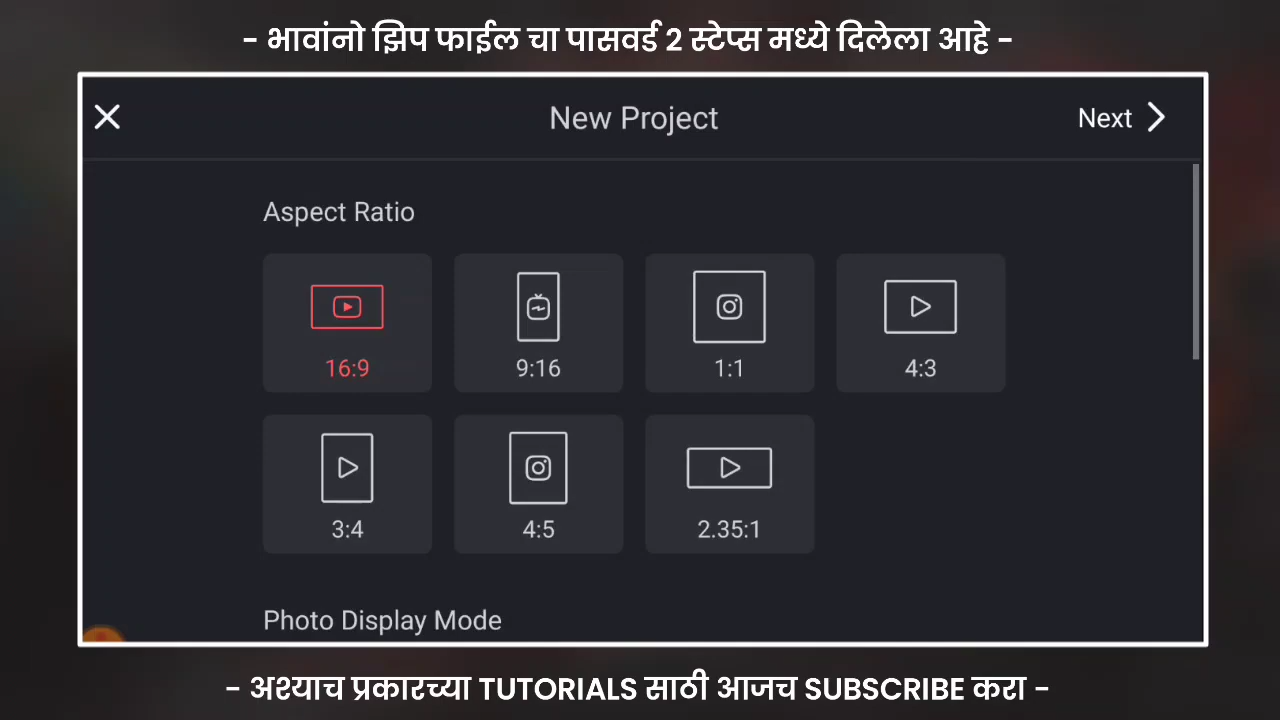 - भावांनो झिप फाईल चा पासवर्ड 2 स्टेप्स मध्ये दिलेला आहे -
New Project
Next
Aspect Ratio
16:9 9:16 1:1 4:3
3:4 4:5 2.35:1
Photo Display Mode
- अश्याच प्रकारच्या TUTORIALS साठी आजच SUBSCRIBE करा -